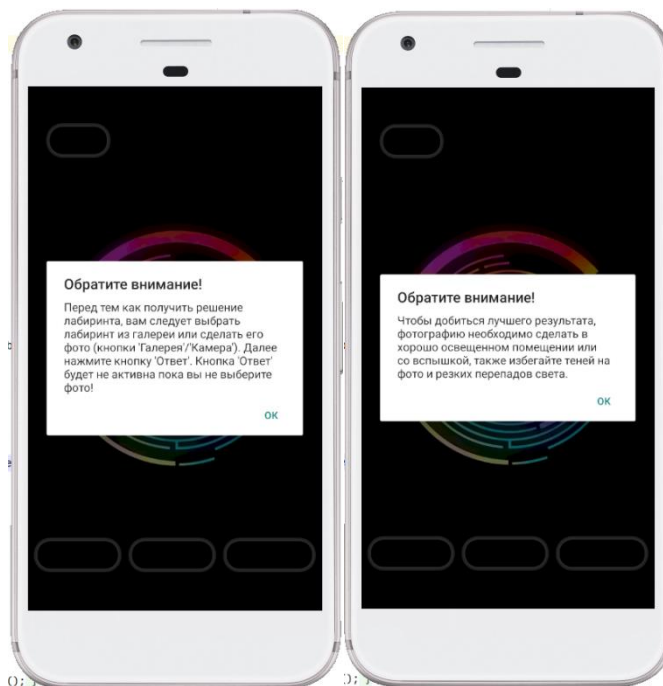 Обратите внимание!
Перед тем как получить решение
лабиринта, вам следует выбрать
лабиринт из галереи или сделать его
фото (кнопки 'Галерея'/'Камера'). Далее
нажмите кнопку 'Ответ'. Кнопка 'Ответ'
будет не активна пока вы не выберите
фото!
ОК
Обратите внимание!
Чтобы добиться лучшего результата,
фотографию необходимо сделать в
хорошо освещенном помещении или
со вспышкой, также избегайте теней на
фото и резких перепадов света.
ОК